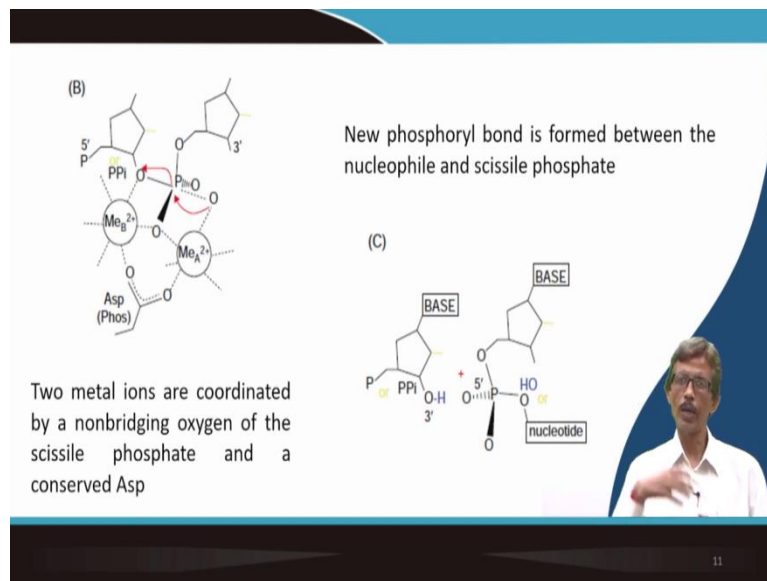 (B)
5'
P
or
PPi
O
O
3'
P
O
O
O
Me_B^2+
Me_A^2+
O
O
Asp
(Phos)
Two metal ions are coordinated
by a nonbridging oxygen of the
scissile phosphate and a
conserved Asp
New phosphoryl bond is formed between the
nucleophile and scissile phosphate
(C)
BASE
BASE
P
or
PPi
O-H
3'
+
O
O
5'
P
O
HO
or
O
nucleotide
11